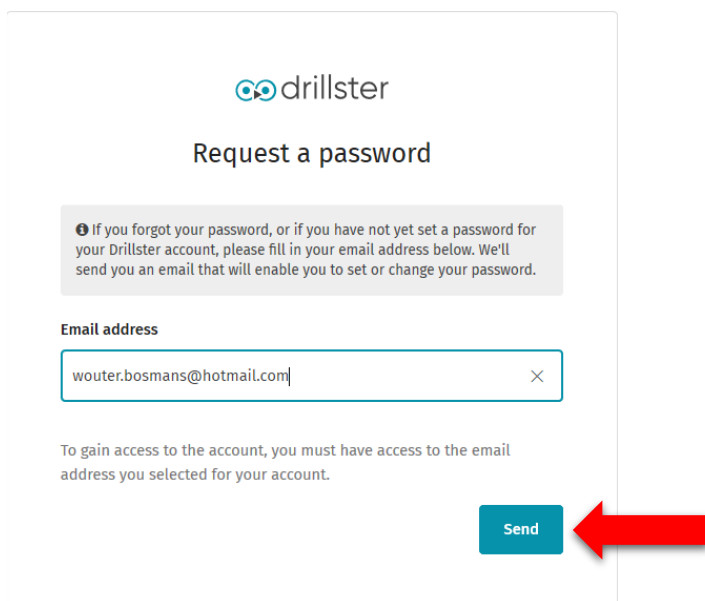 drillster
Request a password
If you forgot your password, or if you have not yet set a password for
your Drillster account, please fill in your email address below. We'll
send you an email that will enable you to set or change your password.
Email address
wouter.bosmans@hotmail.com
To gain access to the account, you must have access to the email
address you selected for your account.
Send